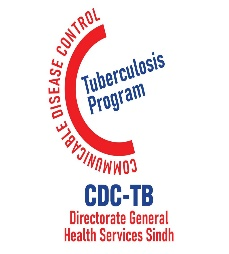 COMMUNICABLE DISEASE CONTROL
Tuberculosis
Program
CDC-TB
Directorate General
Health Services Sindh